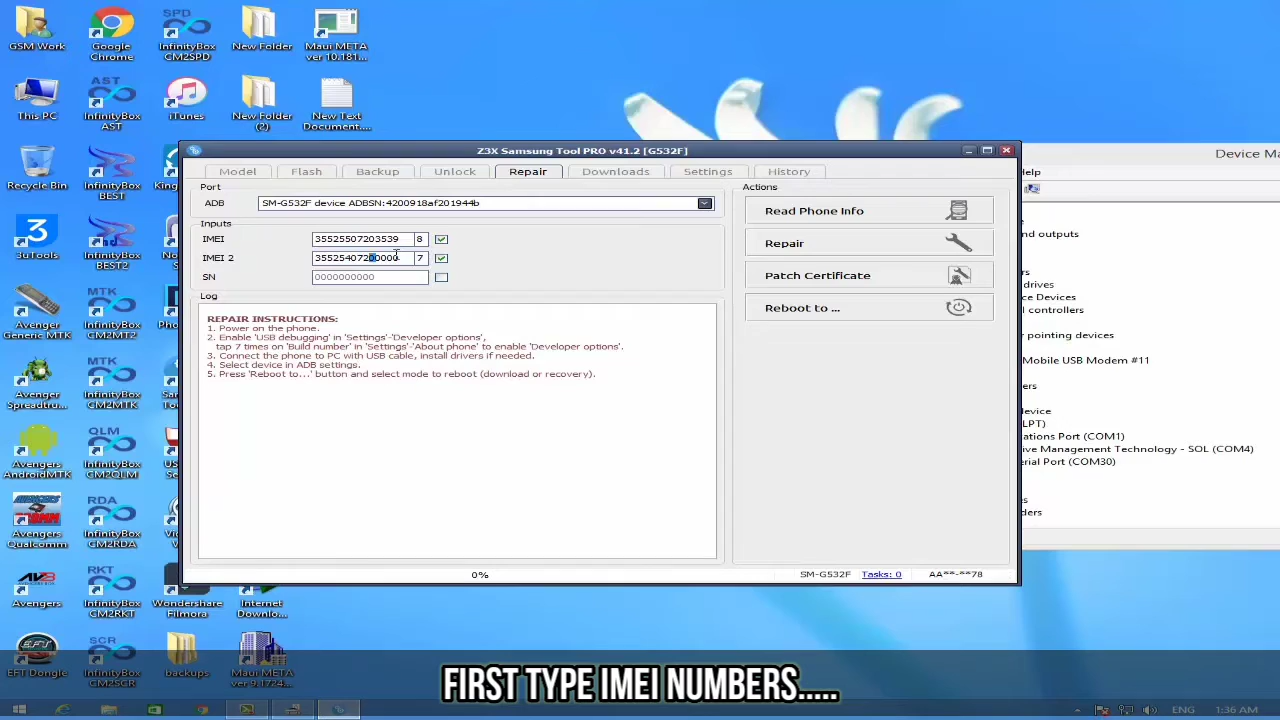 GSM Work
Google Chrome
SPD
InfinityBox CM2SPD
New Folder
Maui META ver 10.181...
This PC
AST
InfinityBox AST
iTunes
New Folder (2)
New Text Document....
Recycle Bin
InfinityBox BEST
3uTools
InfinityBox BEST2
Avenger Generic MTK
MTK
InfinityBox CM2MT2
Avenger Spreadtru...
MTK
InfinityBox CM2MTK
Avengers AndroidMTK
QLM
InfinityBox CM2QLM
Avengers Qualcomm
RDA
InfinityBox CM2RDA
Avengers
RKT
InfinityBox CM2RKT
Wondershare Filmora
Internet Downlo...
EFT Dongle
SCR
InfinityBox CM2SCR
backups
Maui META ver 9.1724...
Z3X Samsung Tool PRO v41.2 [G532F]
Model
Flash
Backup
Unlock
Repair
Downloads
Settings
History
Port
ADB
SM-G532F device ADBSN:4200918af201944b
Inputs
IMEI
35525507203539
8
IMEI 2
35525407200000
7
SN
0000000000
Log
REPAIR INSTRUCTIONS:
1. Power on the phone.
2. Enable 'USB debugging' in 'Settings'-'Developer options',
tap 7 times on 'Build number' in 'Settings'-'About phone' to enable 'Developer options'.
3. Connect the phone to PC with USB cable, install drivers if needed.
4. Select device in ADB settings.
5. Press 'Reboot to...' button and select mode to reboot (download or recovery).
Actions
Read Phone Info
Repair
Patch Certificate
Reboot to ...
0%
SM-G532F
Tasks: 0
AA**-**78
Device Ma
Help
nd outputs
drives
ce Devices
controllers
pointing devices
Mobile USB Modem #11
ers
device
LPT)
ations Port (COM1)
ive Management Technology - SOL (COM4)
erial Port (COM30)
es
ders
FIRST TYPE IMEI NUMBERS.....
ENG
1:36 AM